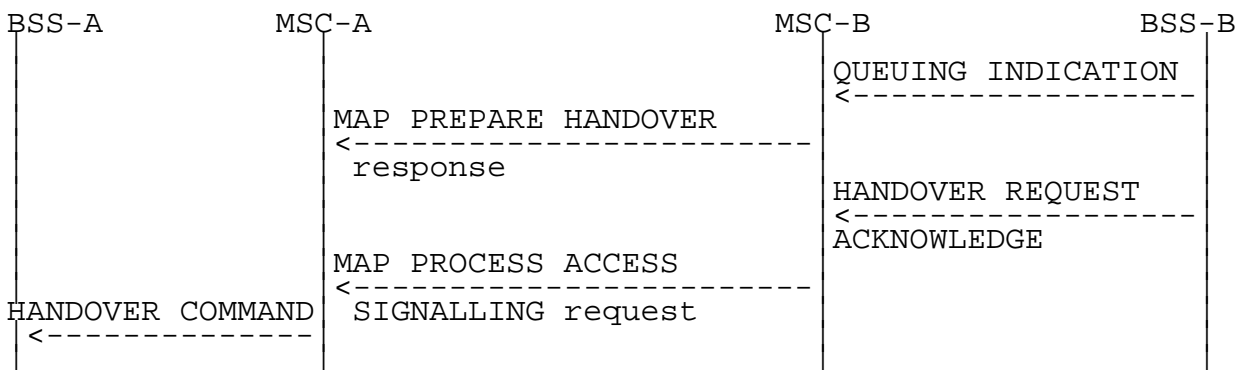 BSS-A MSC-A MSC-B BSS-B
QUEUING INDICATION
MAP PREPARE HANDOVER
response
HANDOVER REQUEST
ACKNOWLEDGE
MAP PROCESS ACCESS
HANDOVER COMMAND SIGNALLING request